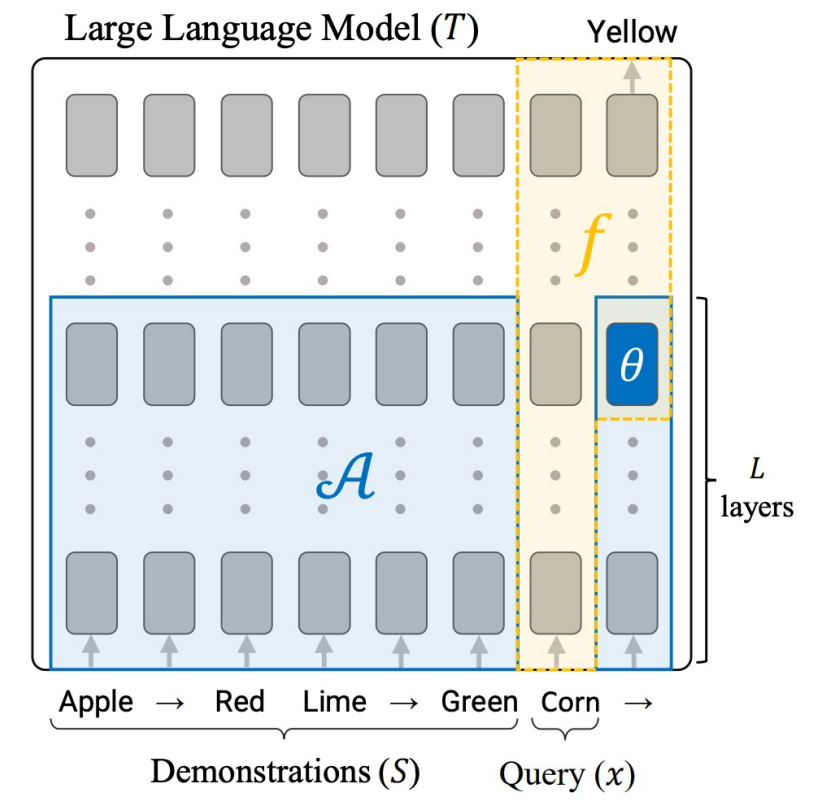 Large Language Model (T)
Yellow
f
θ
𝒜
L
layers
Apple → Red Lime → Green Corn →
Demonstrations (S)
Query (x)